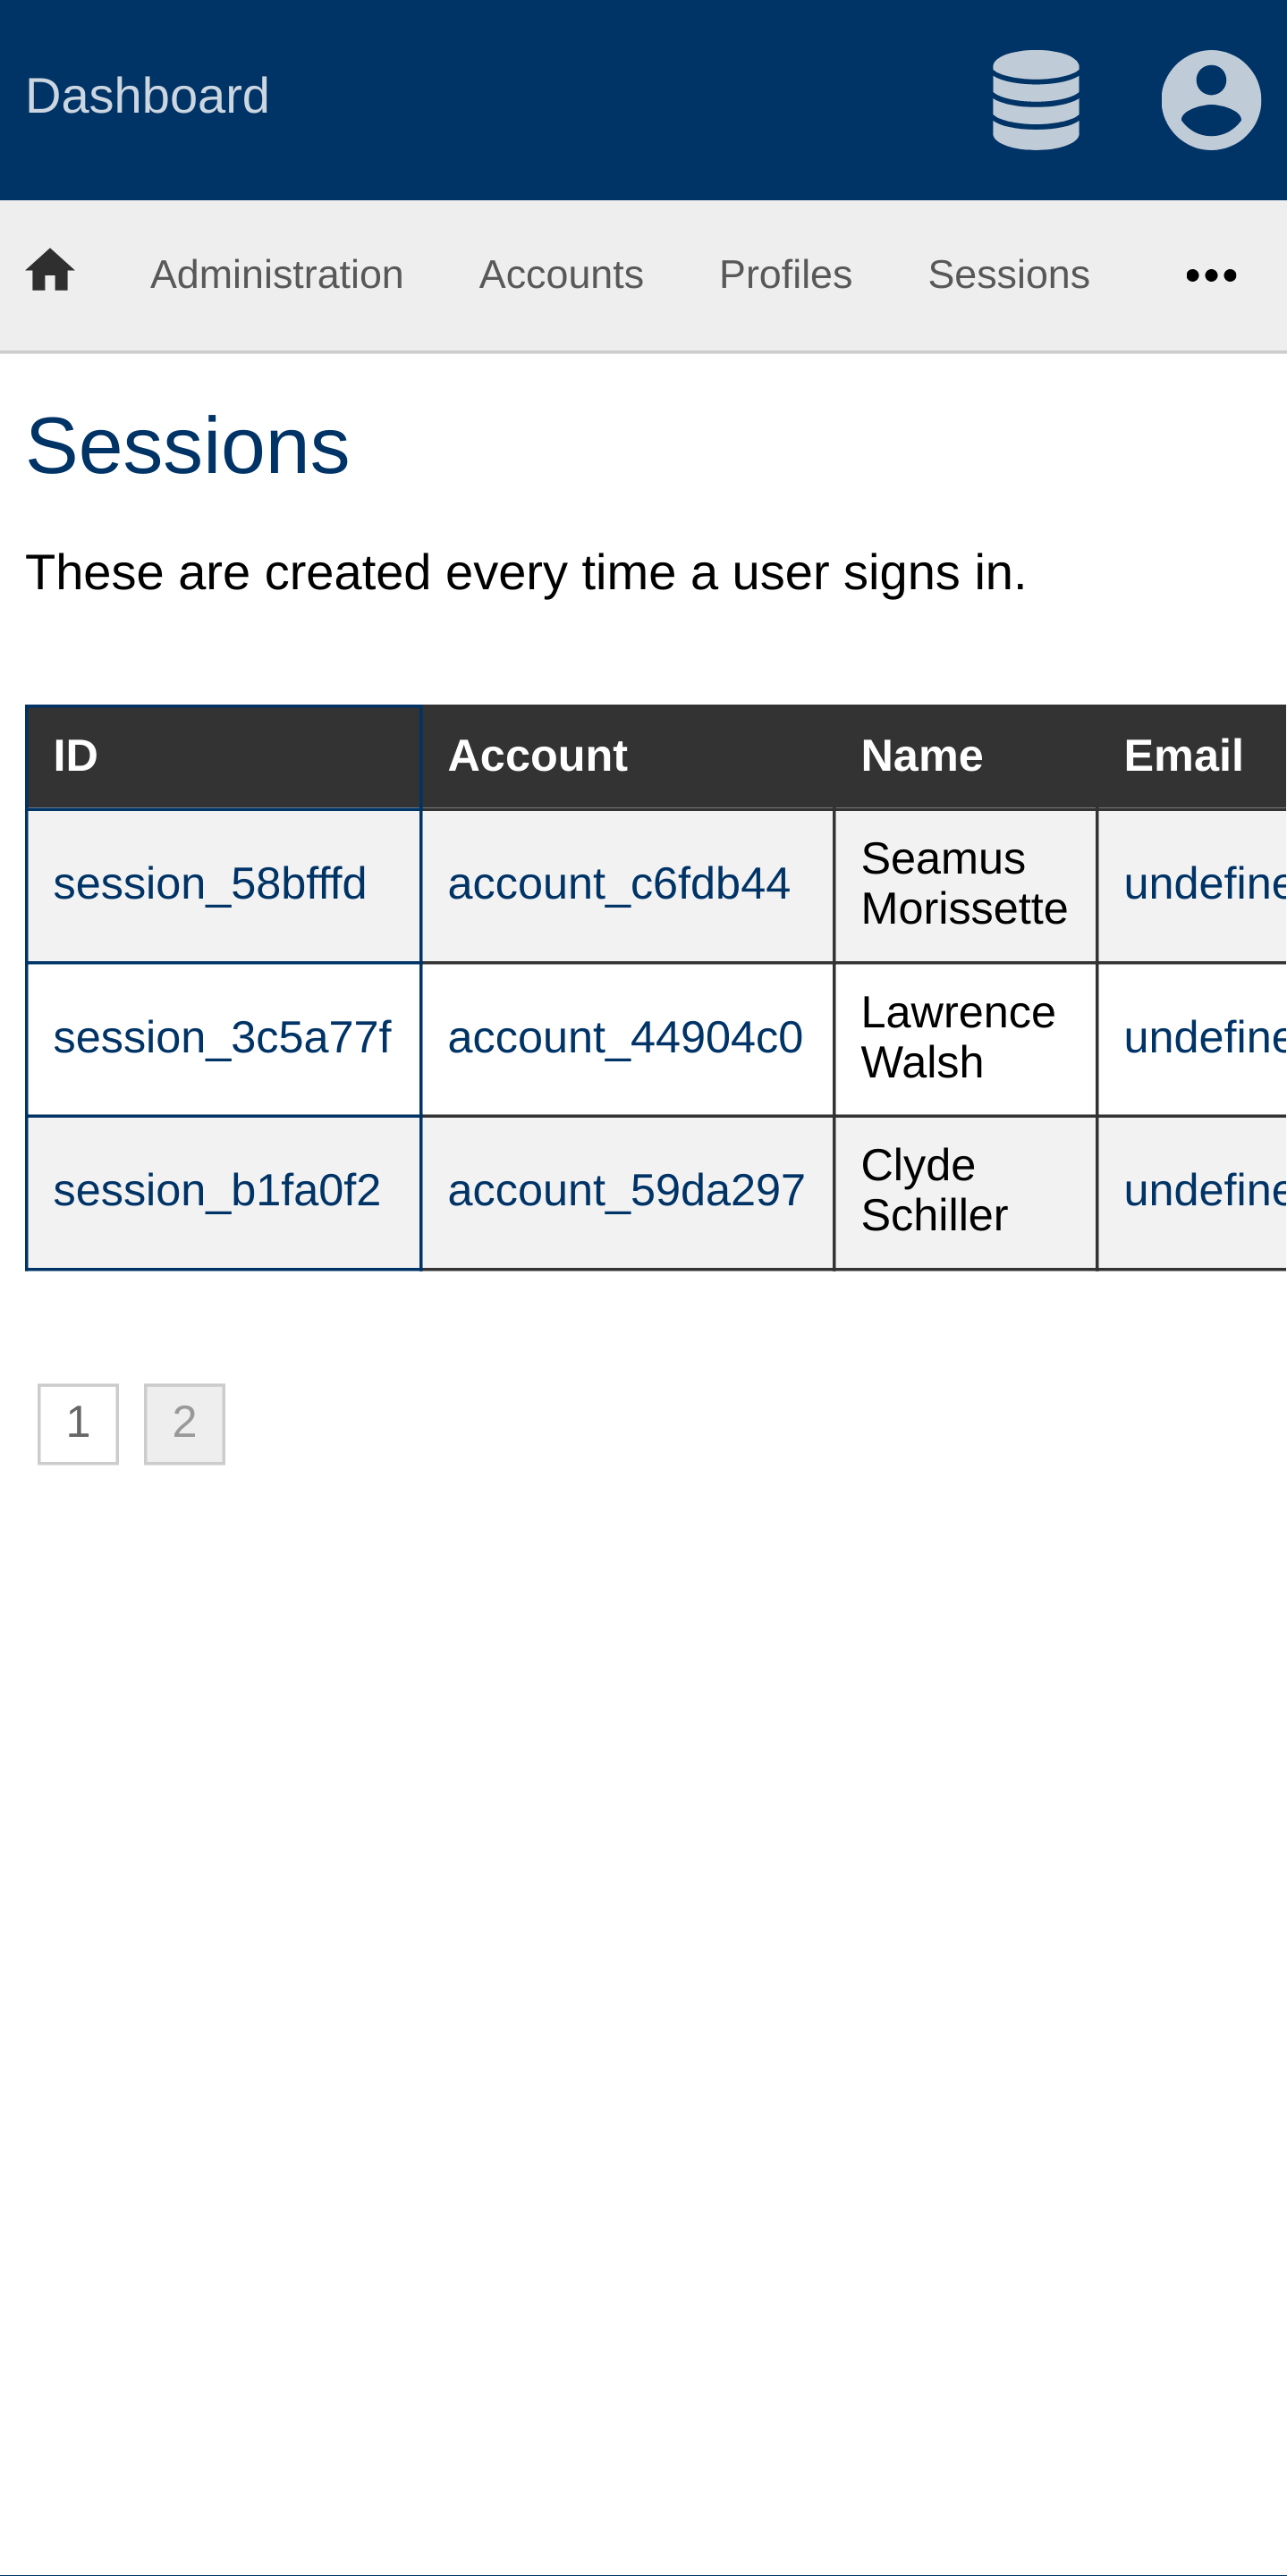 Dashboard
Administration Accounts Profiles Sessions
Sessions
These are created every time a user signs in.
ID Account Name Email
session_58bfffd account_c6fdb44 Seamus Morissette undefine
session_3c5a77f account_44904c0 Lawrence Walsh undefine
session_b1fa0f2 account_59da297 Clyde Schiller undefine
1 2